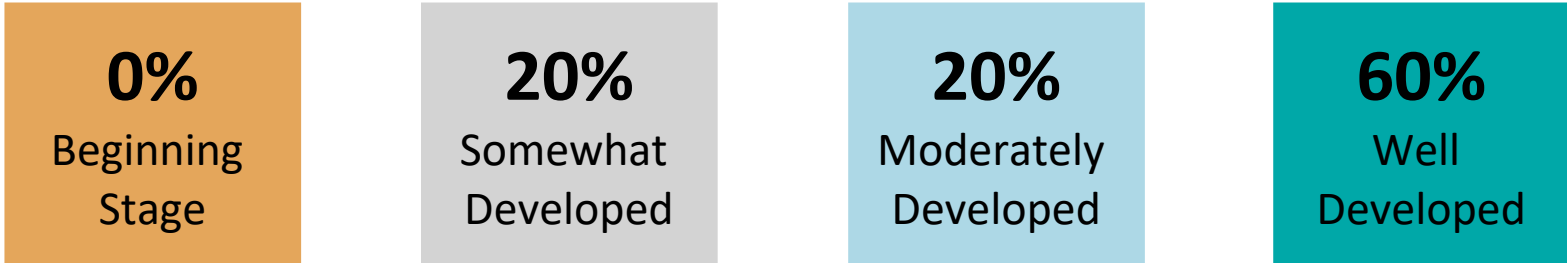 0%
Beginning
Stage
20%
Somewhat
Developed
20%
Moderately
Developed
60%
Well
Developed